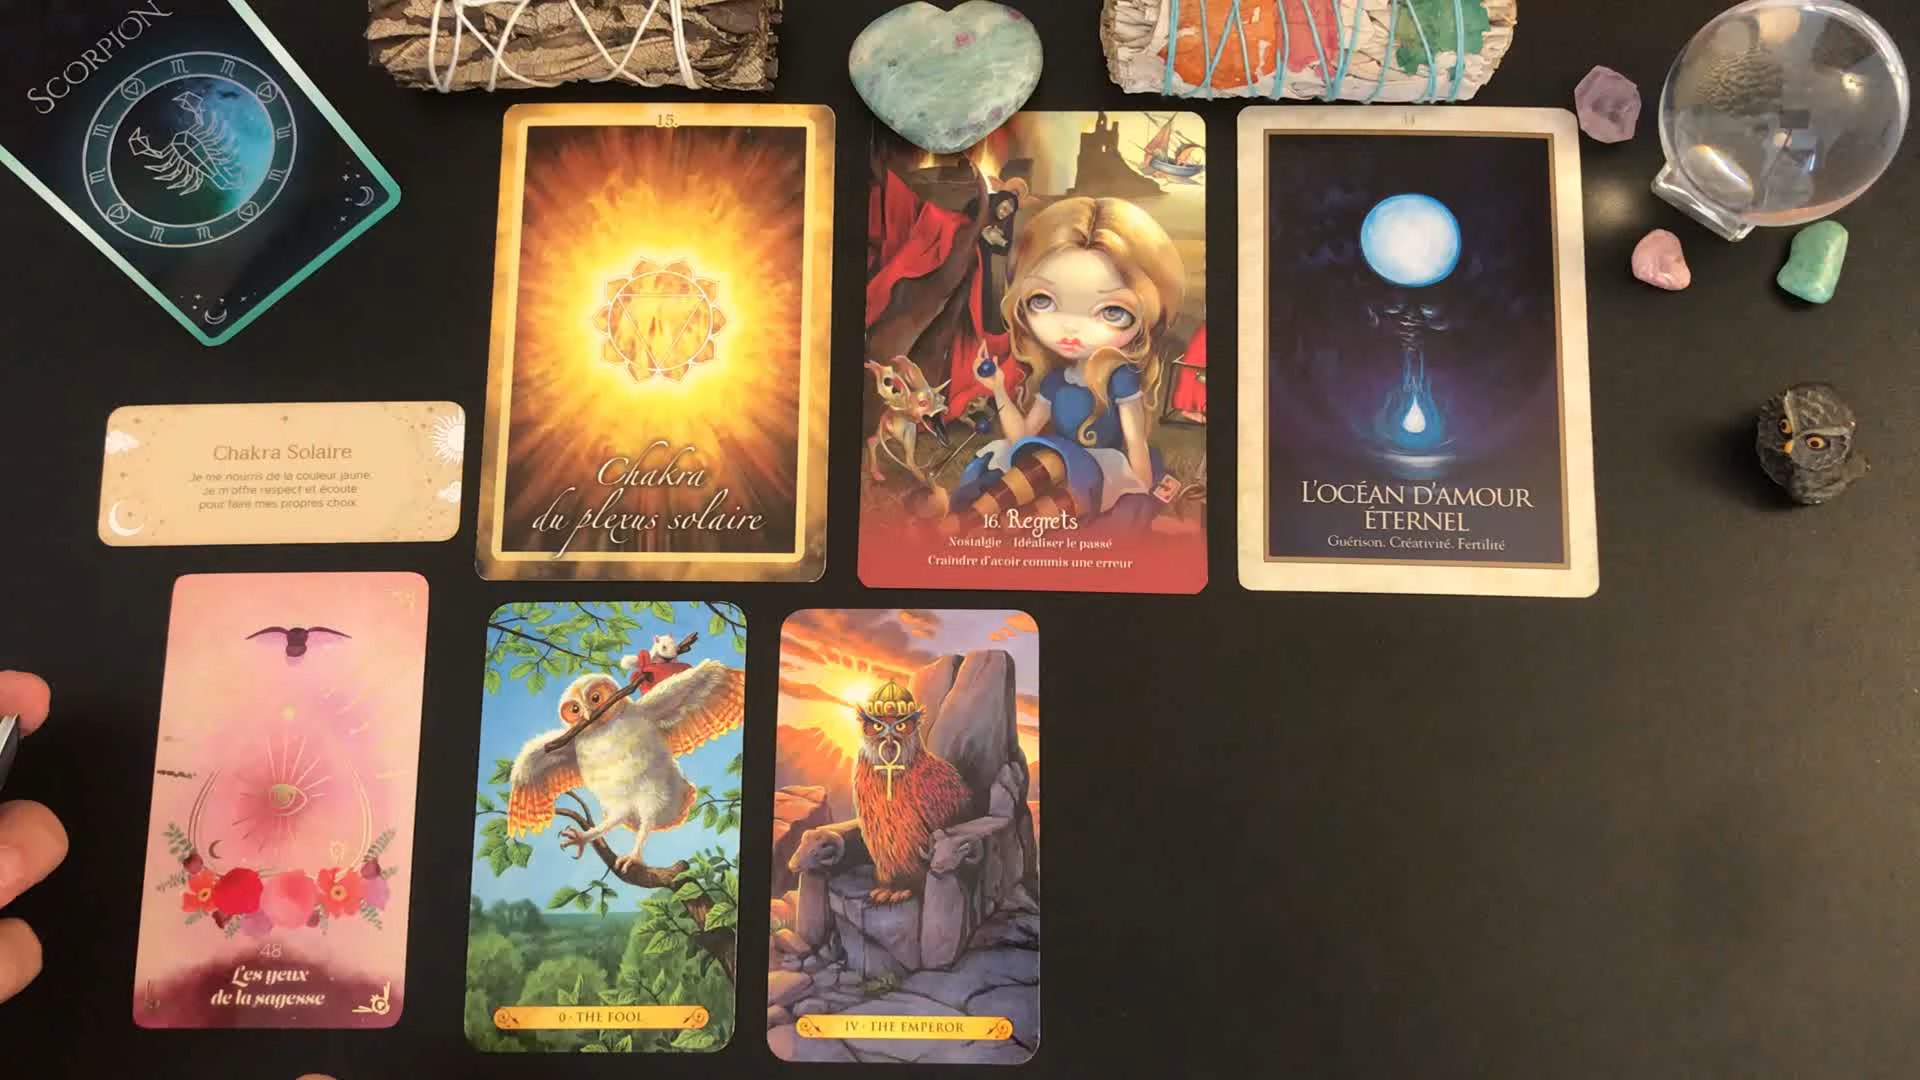 SCORPION
15.
Chakra
du plexus solaire
16. Regrets
Nostalgie - Idéaliser le passé
Craindre d'avoir commis une erreur
L'OCÉAN D'AMOUR
ÉTERNEL
Guérison. Créativité. Fertilité
Chakra Solaire
Je me nourris de la couleur jaune.
Je m'offre respect et écoute
pour faire mes propres choix.
48
Les yeux
de la sagesse
0 · THE FOOL
IV · THE EMPEROR